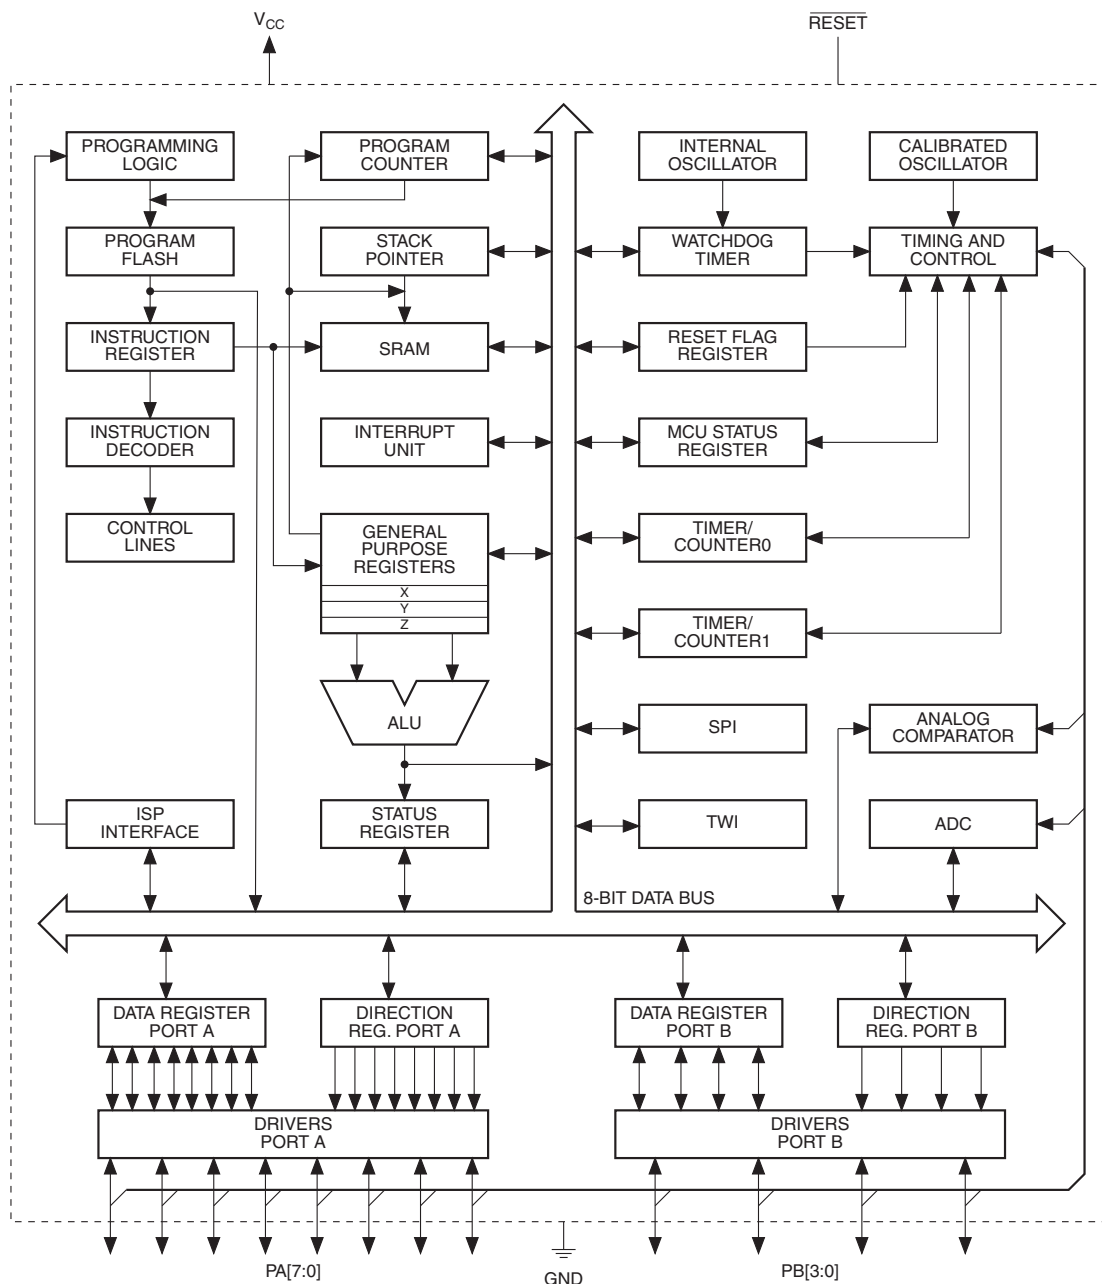 VCC
RESET
PROGRAMMING
LOGIC
PROGRAM
COUNTER
INTERNAL
OSCILLATOR
CALIBRATED
OSCILLATOR
PROGRAM
FLASH
STACK
POINTER
WATCHDOG
TIMER
TIMING AND
CONTROL
INSTRUCTION
REGISTER
SRAM
RESET FLAG
REGISTER
INSTRUCTION
DECODER
INTERRUPT
UNIT
MCU STATUS
REGISTER
CONTROL
LINES
GENERAL
PURPOSE
REGISTERS
X
Y
Z
TIMER/
COUNTER0
TIMER/
COUNTER1
ALU
SPI
ANALOG
COMPARATOR
ISP
INTERFACE
STATUS
REGISTER
TWI
ADC
8-BIT DATA BUS
DATA REGISTER
PORT A
DIRECTION
REG. PORT A
DATA REGISTER
PORT B
DIRECTION
REG. PORT B
DRIVERS
PORT A
DRIVERS
PORT B
PA[7:0]
GND
PB[3:0]